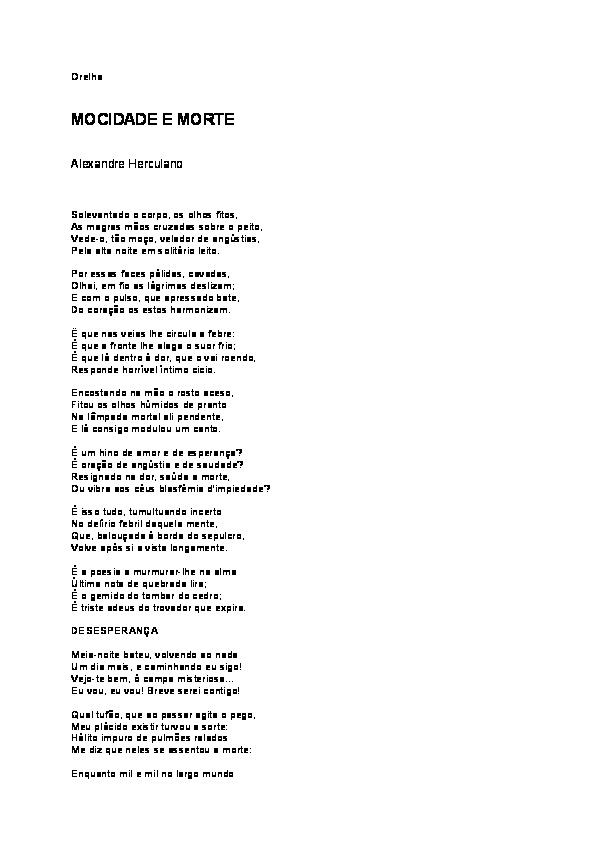 Orelha
MOCIDADE E MORTE
Alexandre Herculano
Solevantado o corpo, os olhos fitos,
As magras mãos cruzadas sobre o peito,
Vede-o, tão moço, velador de angústias,
Pela alta noite em solitário leito.
Por essas faces pálidas, cavadas,
Olhai, em fio as lágrimas deslizam;
E com o pulso, que apressado bate,
Do coração os estos harmonizam.
É que nas veias lhe circula a febre;
É que a fronte lhe alaga o suor frio;
É que lá dentro à dor, que o vai roendo,
Responde horrível íntimo cicio.
Encostando na mão o rosto aceso,
Fitou os olhos húmidos de pranto
Na lâmpada mortal ali pendente,
E lá consigo modulou um canto.
É um hino de amor e de esperança?
É oração de angústia e de saudade?
Resignado na dor, saúda a morte,
Ou vibra aos céus blasfémia d'impiedade?
É isso tudo, tumultuando incerto
No delírio febril daquela mente,
Que, balouçada à borda do sepulcro,
Volve após si a vista longamente.
É a poesia a murmurar-lhe na alma
Última nota de quebrada lira;
É o gemido do tombar do cedro;
É triste adeus do trovador que expira.
DESESPERANÇA
Meia-noite bateu, volvendo ao nada
Um dia mais, e caminhando eu sigo!
Vejo-te bem, ó campa misteriosa...
Eu vou, eu vou! Breve serei contigo!
Qual tufão, que ao passar agita o pego,
Meu plácido existir turvou a sorte;
Hálito impuro de pulmões ralados
Me diz que neles se assentou a morte:
Enquanto mil e mil no largo mundo